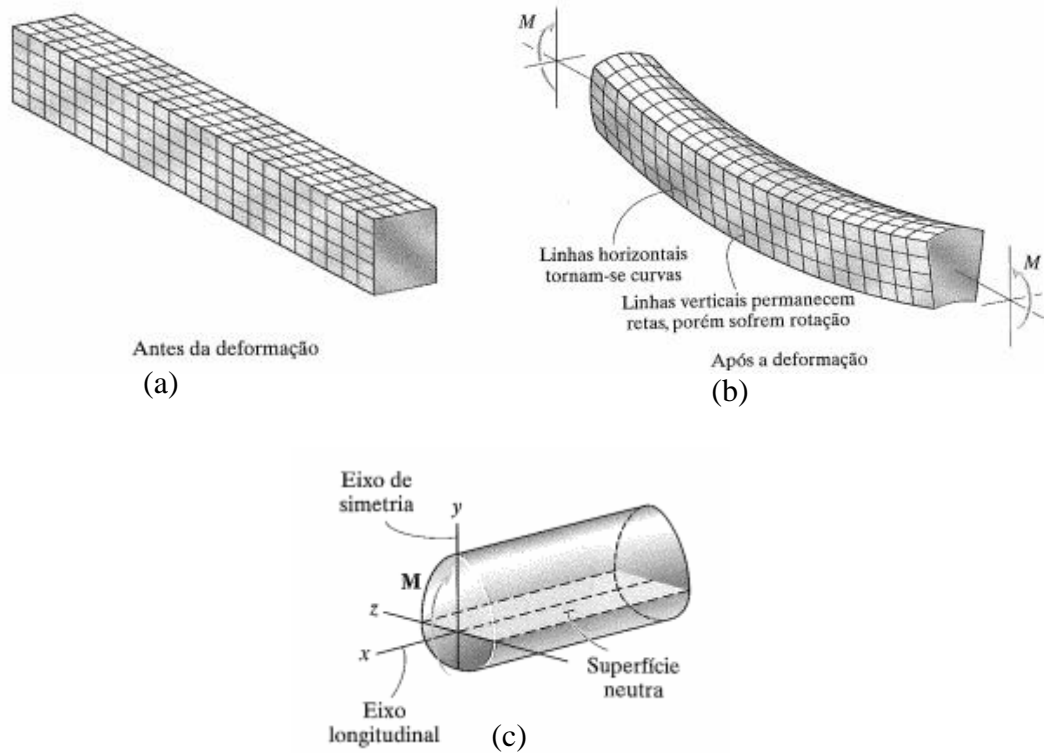 Antes da deformação
(a)
M
Linhas horizontais
tornam-se curvas
Linhas verticais permanecem
retas, porém sofrem rotação
M
Após a deformação
(b)
Eixo de
simetria
y
M
z
x
Superfície
neutra
Eixo
longitudinal
(c)